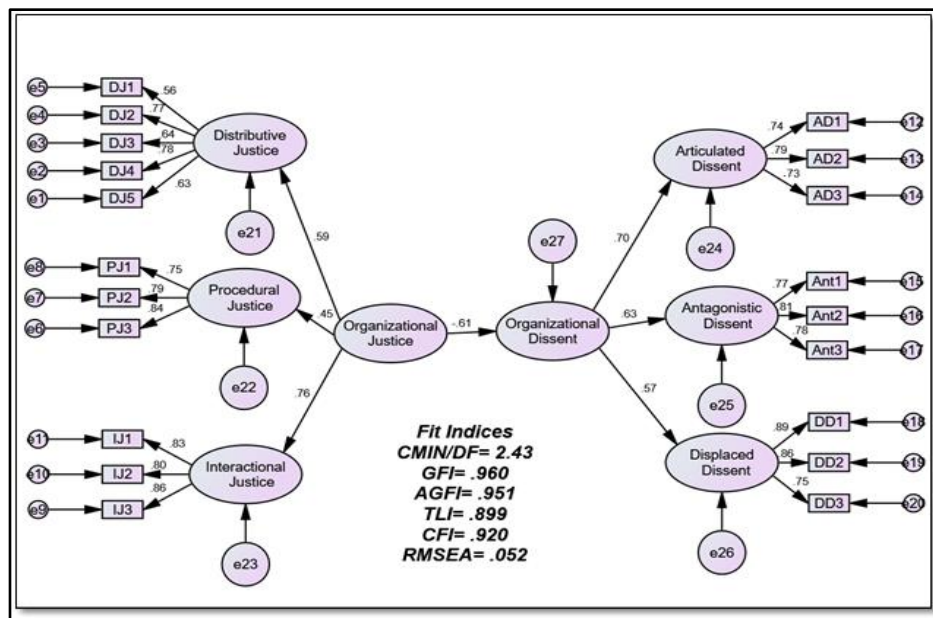 e5
DJ1
.56
e4
DJ2
.77
e3
DJ3
.64
e2
DJ4
.78
e1
DJ5
.63
Distributive
Justice
e21
.59
e8
PJ1
.75
e7
PJ2
.79
e6
PJ3
.84
Procedural
Justice
e22
.45
e11
IJ1
.83
e10
IJ2
.80
e9
IJ3
.86
Interactional
Justice
e23
.76
Organizational
Justice
-.61
e27
Organizational
Dissent
.70
.63
.57
Articulated
Dissent
e24
.74
AD1
e12
.79
AD2
e13
.73
AD3
e14
Antagonistic
Dissent
e25
.77
Ant1
e15
.81
Ant2
e16
.78
Ant3
e17
Displaced
Dissent
e26
.89
DD1
e18
.86
DD2
e19
.75
DD3
e20
Fit Indices
CMIN/DF= 2.43
GFI= .960
AGFI= .951
TLI= .899
CFI= .920
RMSEA= .052